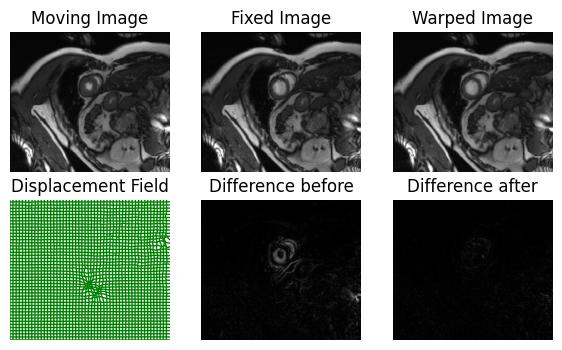 Moving Image
Fixed Image
Warped Image
Displacement Field
Difference before
Difference after